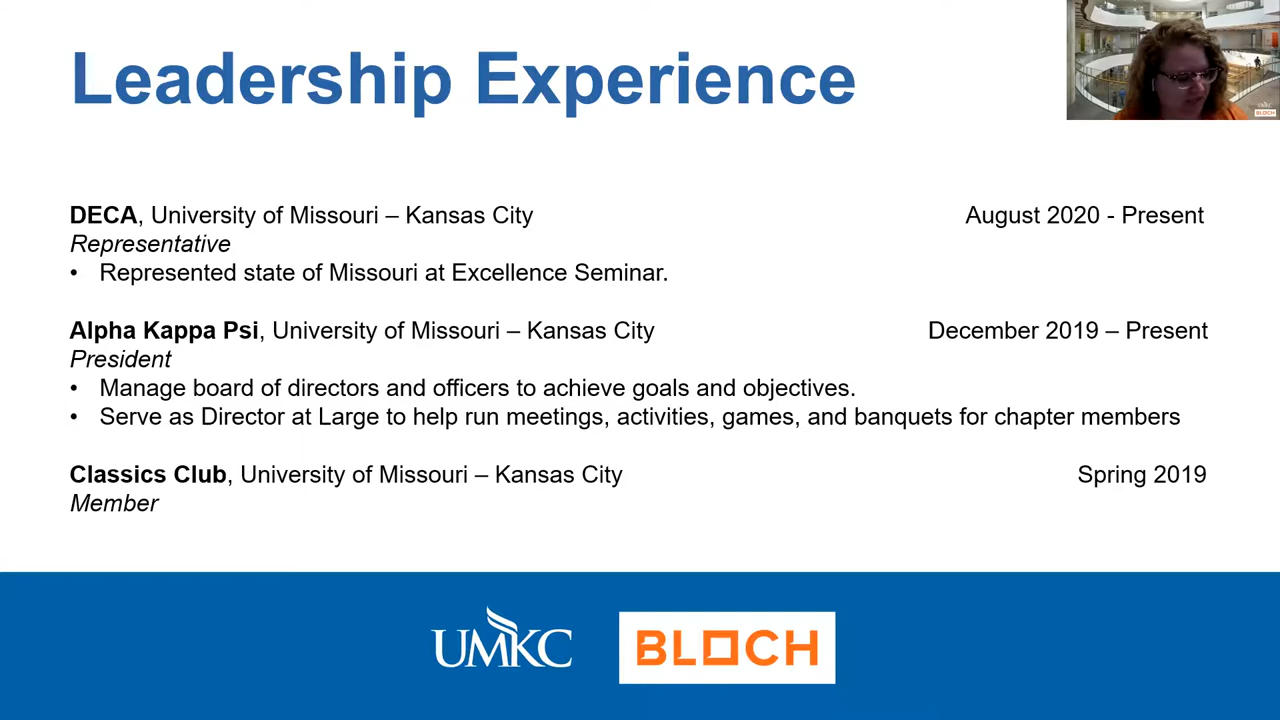 Leadership Experience
UMKC
BLOCH
DECA, University of Missouri – Kansas City August 2020 - Present
Representative
• Represented state of Missouri at Excellence Seminar.
Alpha Kappa Psi, University of Missouri – Kansas City December 2019 – Present
President
• Manage board of directors and officers to achieve goals and objectives.
• Serve as Director at Large to help run meetings, activities, games, and banquets for chapter members
Classics Club, University of Missouri – Kansas City Spring 2019
Member
UMKC BLOCH